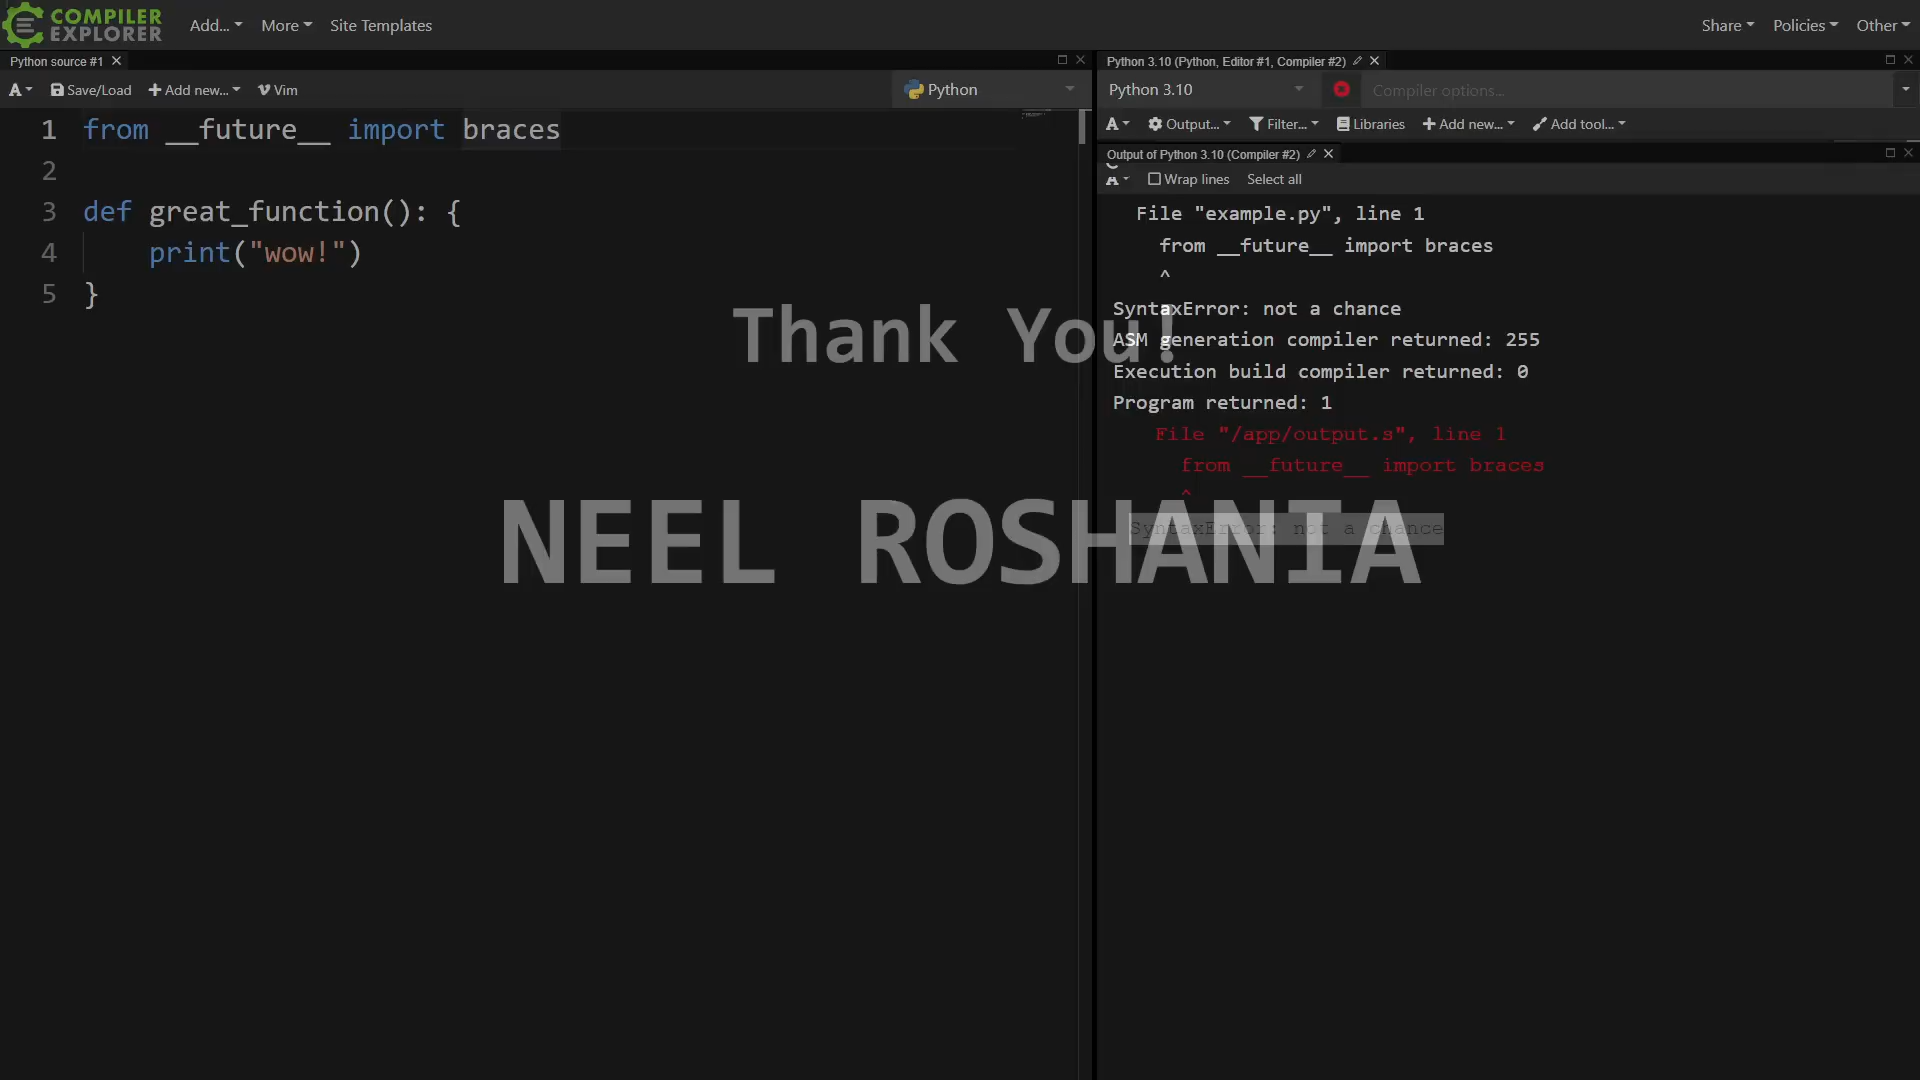 COMPILER
EXPLORER
Add...
More
Site Templates
Share
Policies
Other
Python source #1
A
Save/Load
Add new...
Vim
Python
1 from __future__ import braces
2
3 def great_function(): {
4 print("wow!")
5 }
Python 3.10 (Python, Editor #1, Compiler #2)
Python 3.10
Compiler options...
A
Output...
Filter...
Libraries
Add new...
Add tool...
Output of Python 3.10 (Compiler #2)
A
Wrap lines
Select all
File "example.py", line 1
from __future__ import braces
^
SyntaxError: not a chance
ASM generation compiler returned: 255
Execution build compiler returned: 0
Program returned: 1
File "/app/output.s", line 1
from __future__ import braces
^
SyntaxError: not a chance
Thank You!
NEEL ROSHANIA